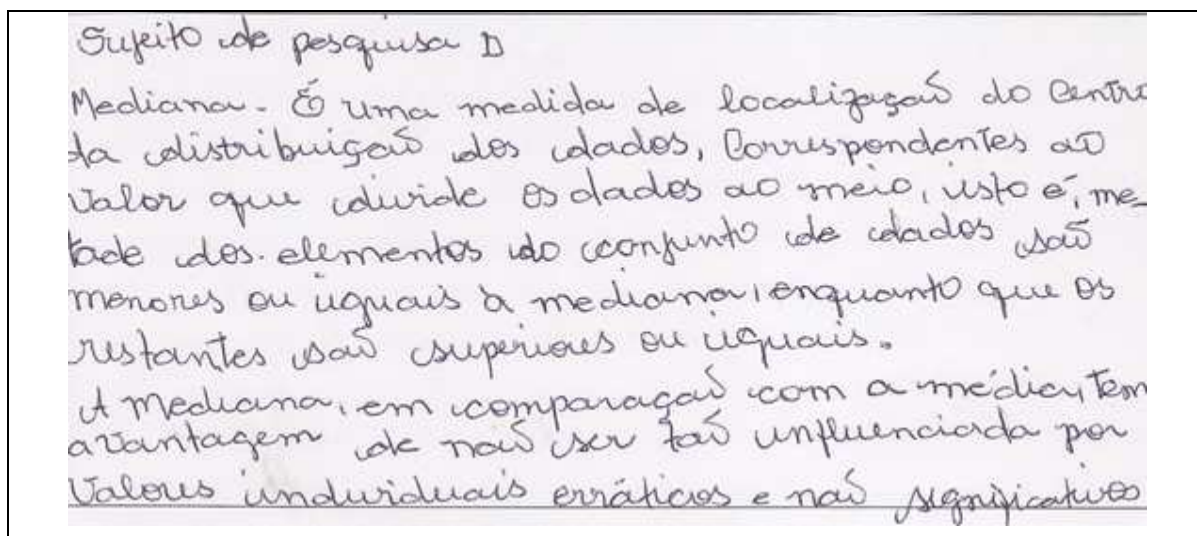 Sujeito de pesquisa D
Mediana - É uma medida de localização do Centro
da distribuição dos dados, Correspondentes ao
Valor que divide os dados ao meio, isto é, me_
tade dos elementos do conjunto de dados são
menores ou iguais à mediana, enquanto que os
restantes são superiores ou iguais.
A Mediana, em comparação com a média, tem
a vantagem de não ser tão influenciada por
Valores individuais erráticos e não significativos